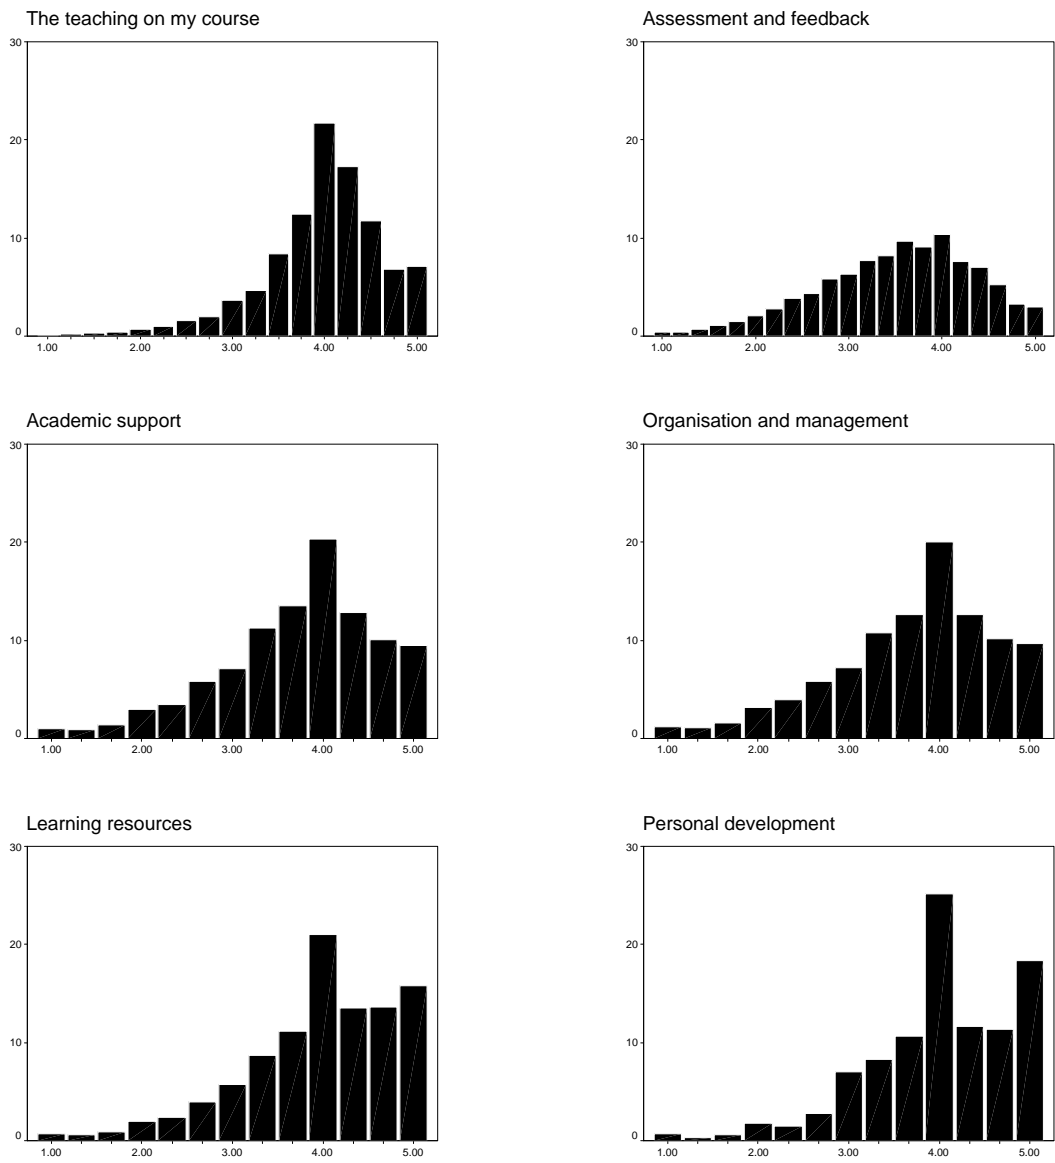 The teaching on my course
30
20
10
0
1.00 2.00 3.00 4.00 5.00
Assessment and feedback
30
20
10
0
1.00 2.00 3.00 4.00 5.00
Academic support
30
20
10
0
1.00 2.00 3.00 4.00 5.00
Organisation and management
30
20
10
0
1.00 2.00 3.00 4.00 5.00
Learning resources
30
20
10
0
1.00 2.00 3.00 4.00 5.00
Personal development
30
20
10
0
1.00 2.00 3.00 4.00 5.00